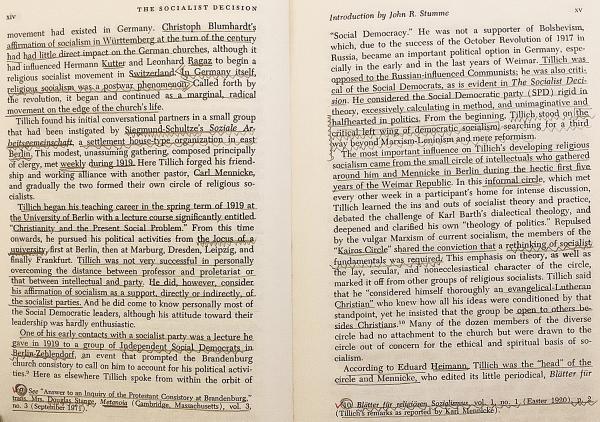 xiv THE SOCIALIST DECISION
movement had existed in Germany. Christoph Blumhardt's
affirmation of socialism in Württemberg at the turn of the century
had had little direct impact on the German churches, although it
had influenced Hermann Kutter and Leonhard Ragaz to begin a
religious socialist movement in Switzerland. In Germany itself,
religious socialism was a postwar phenomenon. Called forth by
the revolution, it began and continued as a marginal, radical
movement on the edge of the church's life.
Tillich found his initial conversation partners in a small group
that had been instigated by Siegmund-Schultze's Soziale Ar-
beitsgemeinschaft, a settlement house-type organization in east
Berlin. This modest, unassuming gathering, composed principally
of clergy, met weekly during 1919. Here Tillich forged his friend-
ship and working alliance with another pastor, Carl Mennicke,
and gradually the two formed their own circle of religious so-
cialists.
Tillich began his teaching career in the spring term of 1919 at
the University of Berlin with a lecture course significantly entitled,
"Christianity and the Present Social Problem." From this time
onwards, he pursued his political activities from the locus of a
university, first at Berlin, then at Marburg, Dresden, Leipzig, and
finally Frankfurt. Tillich was not very successful in personally
overcoming the distance between professor and proletariat or
that between intellectual and party. He did, however, consider
his affirmation of socialism as a support, directly or indirectly, of
the socialist parties. And he did come to know personally most of
the Social Democratic leaders, although his attitude toward their
leadership was hardly enthusiastic.
One of his early contacts with a socialist party was a lecture he
gave in 1919 to a group of Independent Social Democrats in
Berlin-Zehlendorf, an event that prompted the Brandenburg
church consistory to call on him to account for his political activi-
ties.⁹ Here as elsewhere Tillich spoke from within the orbit of
9. See "Answer to an Inquiry of the Protestant Consistory at Brandenburg,"
trans. Mrs. Douglas Stange, Metanoia (Cambridge, Massachusetts), vol. 3,
no. 3 (September 1971).
Introduction by John R. Stumme xv
"Social Democracy." He was not a supporter of Bolshevism,
which, due to the success of the October Revolution of 1917 in
Russia, became an important political option in Germany, espe-
cially in the early and in the last years of Weimar. Tillich was
opposed to the Russian-influenced Communists; he was also criti-
cal of the Social Democrats, as is evident in The Socialist Deci-
sion. He considered the Social Democratic party (SPD) rigid in
theory, excessively calculating in method, and unimaginative and
halfhearted in politics. From the beginning, Tillich stood on the
critical left wing of democratic socialism, searching for a third
way beyond Marxism-Leninism and mere reformism.
The most important influence on Tillich's developing religious
socialism came from the small circle of intellectuals who gathered
around him and Mennicke in Berlin during the hectic first five
years of the Weimar Republic. In this informal circle, which met
every other week in a participant's home for intense discussion,
Tillich learned the ins and outs of socialist theory and practice,
debated the challenge of Karl Barth's dialectical theology, and
deepened and clarified his own "theology of politics." Repulsed
by the vulgar Marxism of current socialism, the members of the
"Kairos Circle" shared the conviction that a rethinking of socialist
fundamentals was required. This emphasis on theory, as well as
the lay, secular, and nonecclesiastical character of the circle,
marked it off from other groups of religious socialists. Tillich said
that he "considered himself thoroughly an evangelical-Lutheran
Christian" who knew how all his ideas were conditioned by that
standpoint, yet he insisted that the group be open to others be-
sides Christians.¹⁰ Many of the dozen members of the diverse
circle had no attachment to the church but were drawn to the
circle out of concern for the ethical and spiritual basis of so-
cialism.
According to Eduard Heimann, Tillich was the "head" of the
circle and Mennicke, who edited its little periodical, Blätter für
10. Blätter für religiösen Sozialismus, vol. 1, no. 1, (Easter 1920), p. 2
(Tillich's remarks as reported by Karl Mennicke).